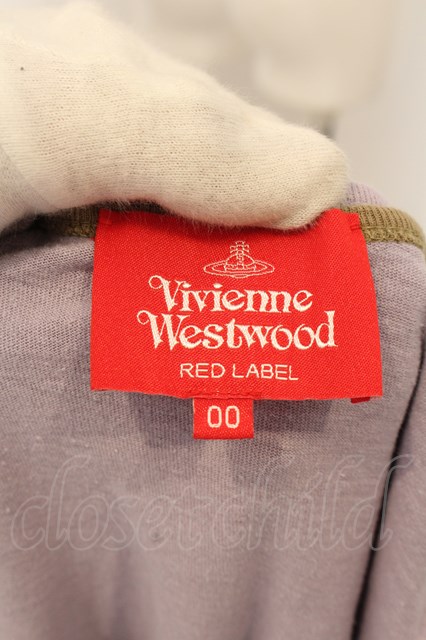 Vivienne
Westwood
RED LABEL
00
closetchild